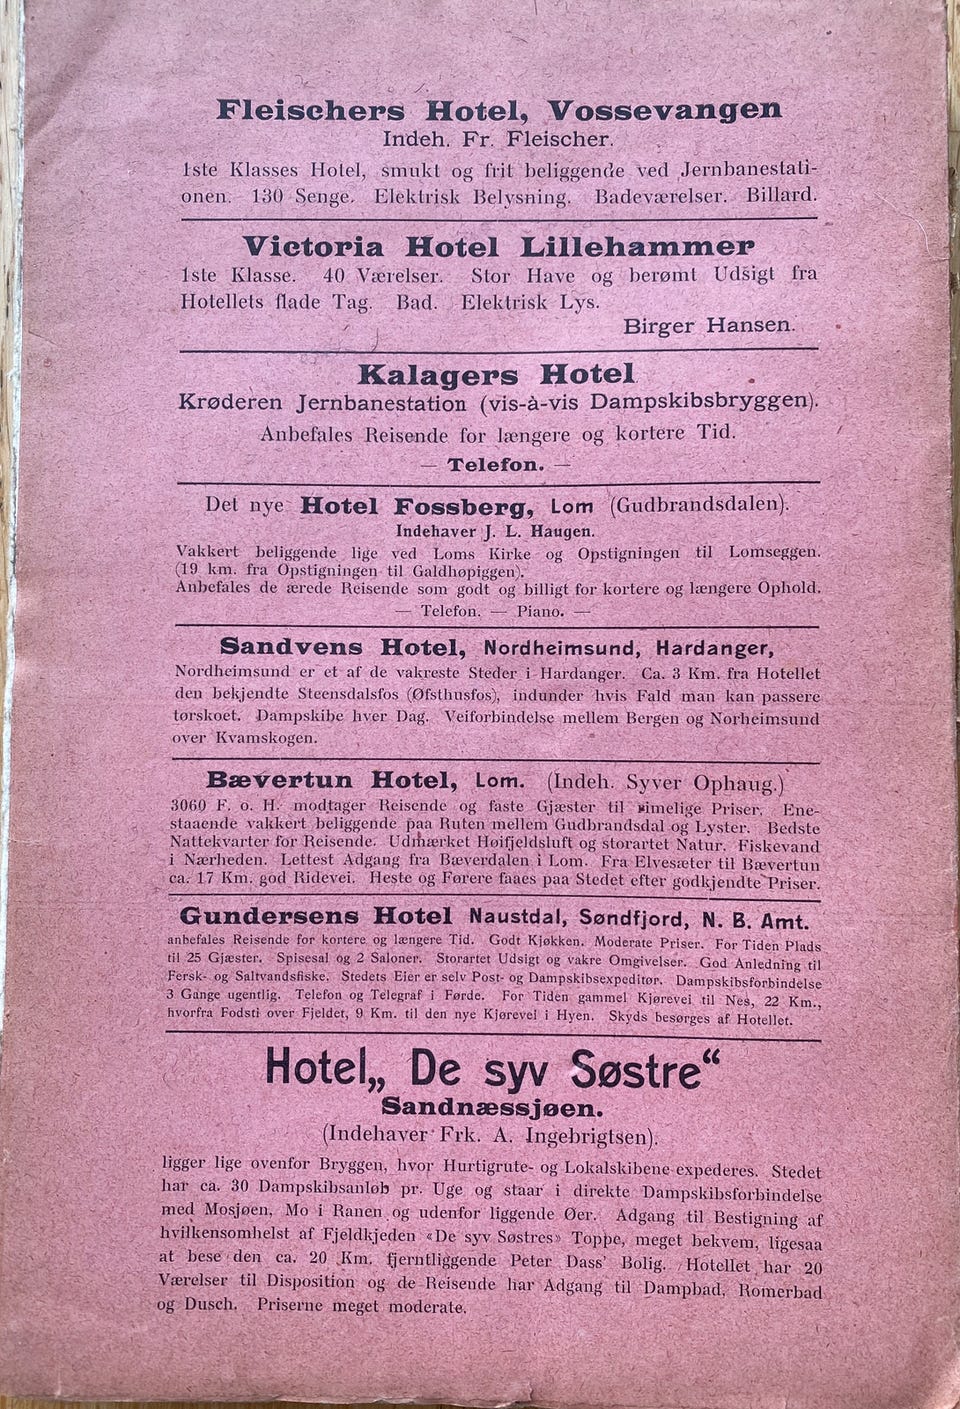 Fleischers Hotel, Vossevangen
Indeh. Fr. Fleischer.
1ste Klasses Hotel, smukt og frit beliggende ved Jernbanestati-
onen. 130 Senge. Elektrisk Belysning. Badeværelser. Billard.
Victoria Hotel Lillehammer
1ste Klasse. 40 Værelser. Stor Have og berømt Udsigt fra
Hotellets flade Tag. Bad. Elektrisk Lys.
Birger Hansen.
Kalagers Hotel
Krøderen Jernbanestation (vis-à-vis Dampskibsbryggen).
Anbefales Reisende for længere og kortere Tid.
— Telefon. —
Det nye Hotel Fossberg, Lom (Gudbrandsdalen).
Indehaver J. L. Haugen.
Vakkert beliggende lige ved Loms Kirke og Opstigningen til Lomseggen.
(19 km. fra Opstigningen til Galdhøpiggen).
Anbefales de ærede Reisende som godt og billigt for kortere og længere Ophold.
— Telefon. — Piano. —
Sandvens Hotel, Nordheimsund, Hardanger,
Nordheimsund er et af de vakreste Steder i Hardanger. Ca. 3 Km. fra Hotellet
den bekjendte Steensdalsfos (Øfsthusfos), indunder hvis Fald man kan passere
tørskoet. Dampskibe hver Dag. Veiforbindelse mellem Bergen og Norheimsund
over Kvamskogen.
Bævertun Hotel, Lom. (Indeh. Syver Ophaug.)
3060 F. o. H. modtager Reisende og faste Gjæster til rimelige Priser. Ene-
staaende vakkert beliggende paa Ruten mellem Gudbrandsdal og Lyster. Bedste
Nattekvarter for Reisende. Udmærket Høifjeldsluft og storartet Natur. Fiskevand
i Nærheden. Lettest Adgang fra Bæverdalen i Lom. Fra Elvesæter til Bævertun
ca. 17 Km. god Ridevei. Heste og Førere faaes paa Stedet efter godkjendte Priser.
Gundersens Hotel Naustdal, Søndfjord, N. B. Amt.
anbefales Reisende for kortere og længere Tid. Godt Kjøkken. Moderate Priser. For Tiden Plads
til 25 Gjæster. Spisesal og 2 Saloner. Storartet Udsigt og vakre Omgivelser. God Anledning til
Fersk- og Saltvandsfiske. Stedets Eier er selv Post- og Dampskibsexpeditør. Dampskibsforbindelse
3 Gange ugentlig. Telefon og Telegraf i Førde. For Tiden gammel Kjørevei til Nes, 22 Km.,
hvorfra Fodsti over Fjeldet, 9 Km. til den nye Kjørevei i Hyen. Skyds besørges af Hotellet.
Hotel„ De syv Søstre“
Sandnæssjøen.
(Indehaver Frk. A. Ingebrigtsen).
ligger lige ovenfor Bryggen, hvor Hurtigrute- og Lokalskibene expederes. Stedet
har ca. 30 Dampskibsanløb pr. Uge og staar i direkte Dampskibsforbindelse
med Mosjøen, Mo i Ranen og udenfor liggende Øer. Adgang til Bestigning af
hvilkensomhelst af Fjeldkjeden «De syv Søstres» Toppe, meget bekvem, ligesaa
at bese den ca. 20 Km. fjerntliggende Peter Dass’ Bolig. Hotellet har 20
Værelser til Disposition og de Reisende har Adgang til Dampbad, Romerbad
og Dusch. Priserne meget moderate.